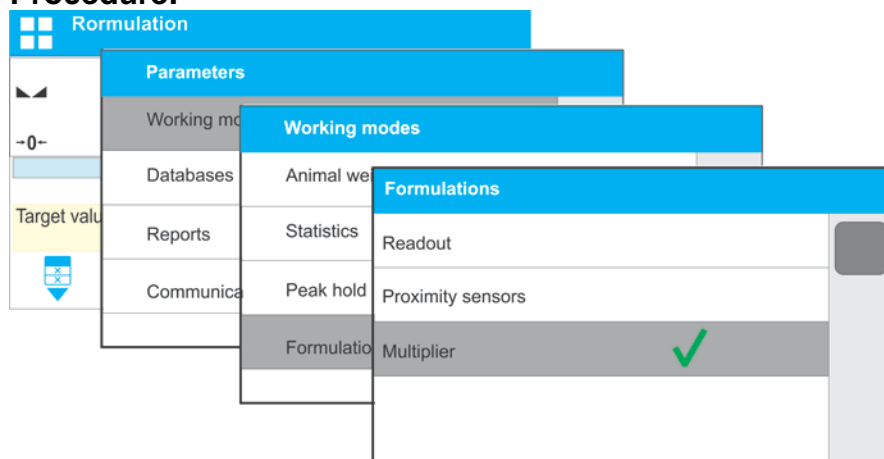 Procedure:
Rormulation
Parameters
Working mo
Working modes
→0←
Databases
Animal we
Formulations
Target valu
Reports
Statistics
Readout
Communica
Peak hold
Proximity sensors
Formulatio
Multiplier